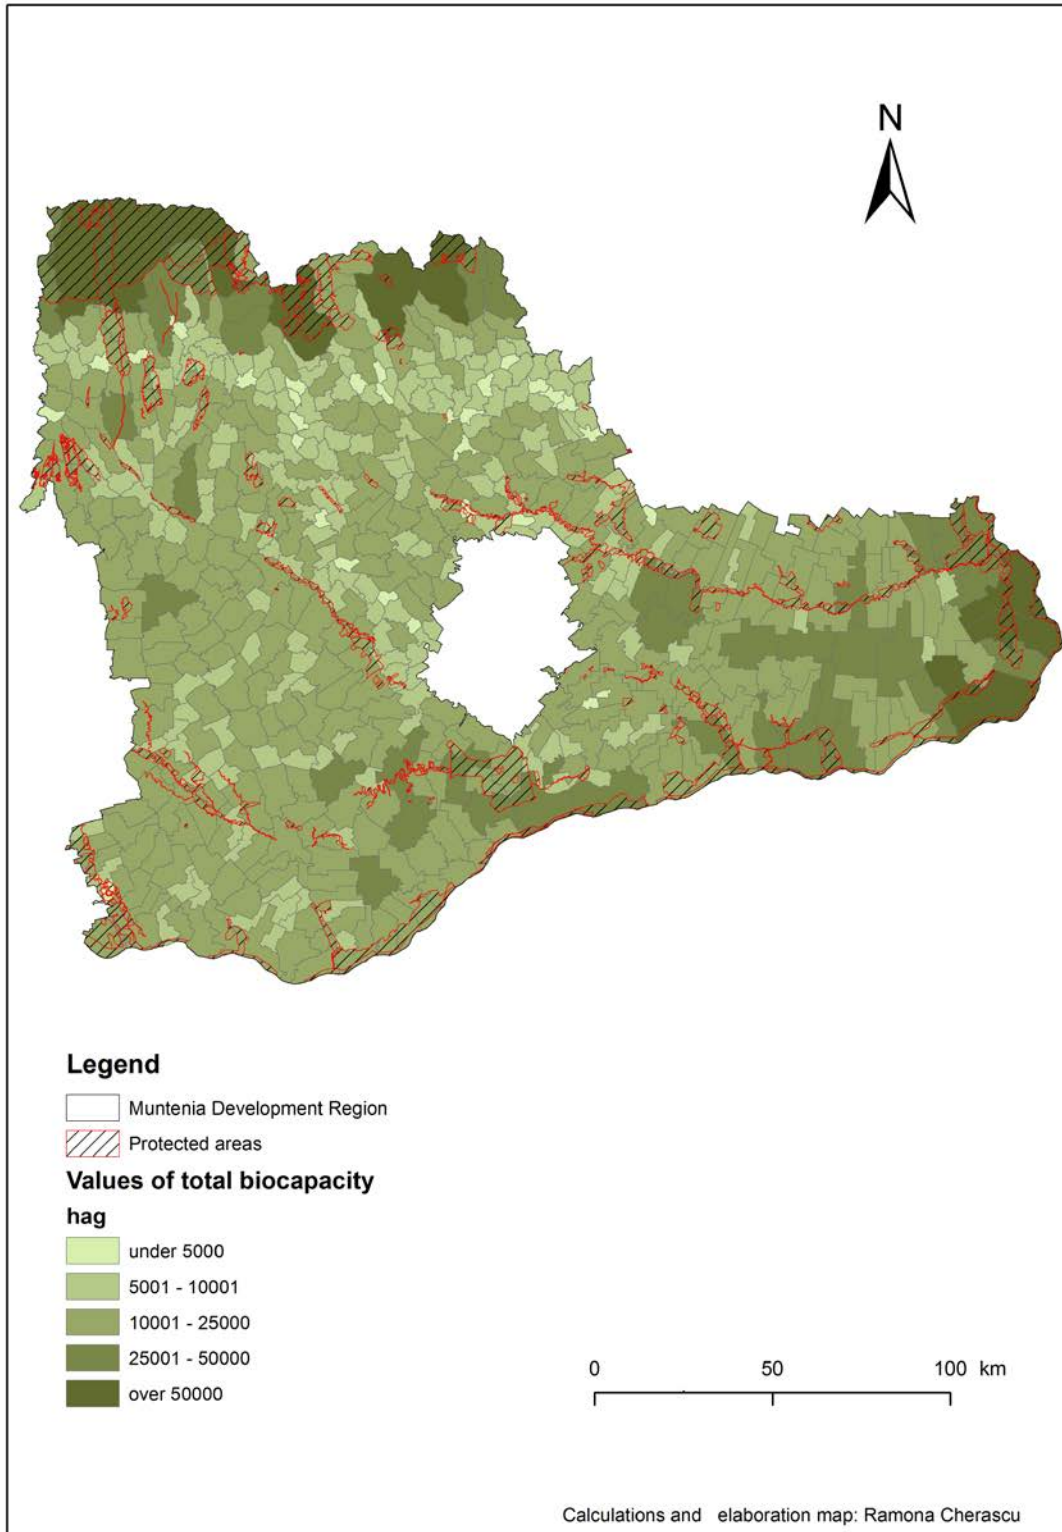 N
Legend
Muntenia Development Region
Protected areas
Values of total biocapacity
hag
under 5000
5001 - 10001
10001 - 25000
25001 - 50000
over 50000
0 50 100 km
Calculations and elaboration map: Ramona Cherascu